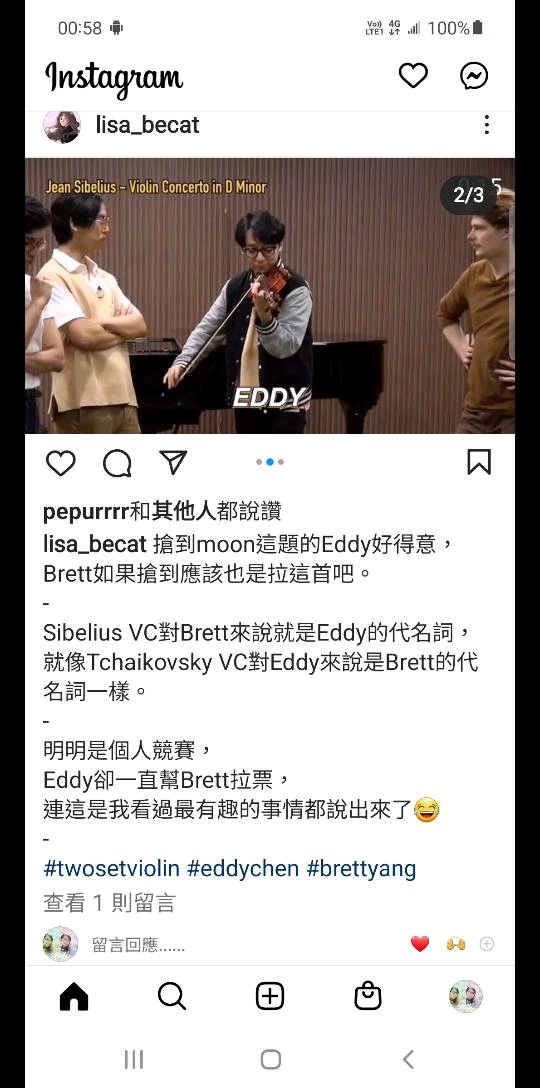 00:58
Vo)) LTE1 4G 100%
Instagram
lisa_becat
Jean Sibelius – Violin Concerto in D Minor
2/3
5
EDDY
pepurrrr和其他人都說讚
lisa_becat 搶到moon這題的Eddy好得意，
Brett如果搶到應該也是拉這首吧。
-
Sibelius VC對Brett來說就是Eddy的代名詞，
就像Tchaikovsky VC對Eddy來說是Brett的代
名詞一樣。
-
明明是個人競賽，
Eddy卻一直幫Brett拉票，
連這是我看過最有趣的事情都說出來了😂
-
#twosetviolin #eddychen #brettyang
查看 1 則留言
留言回應......